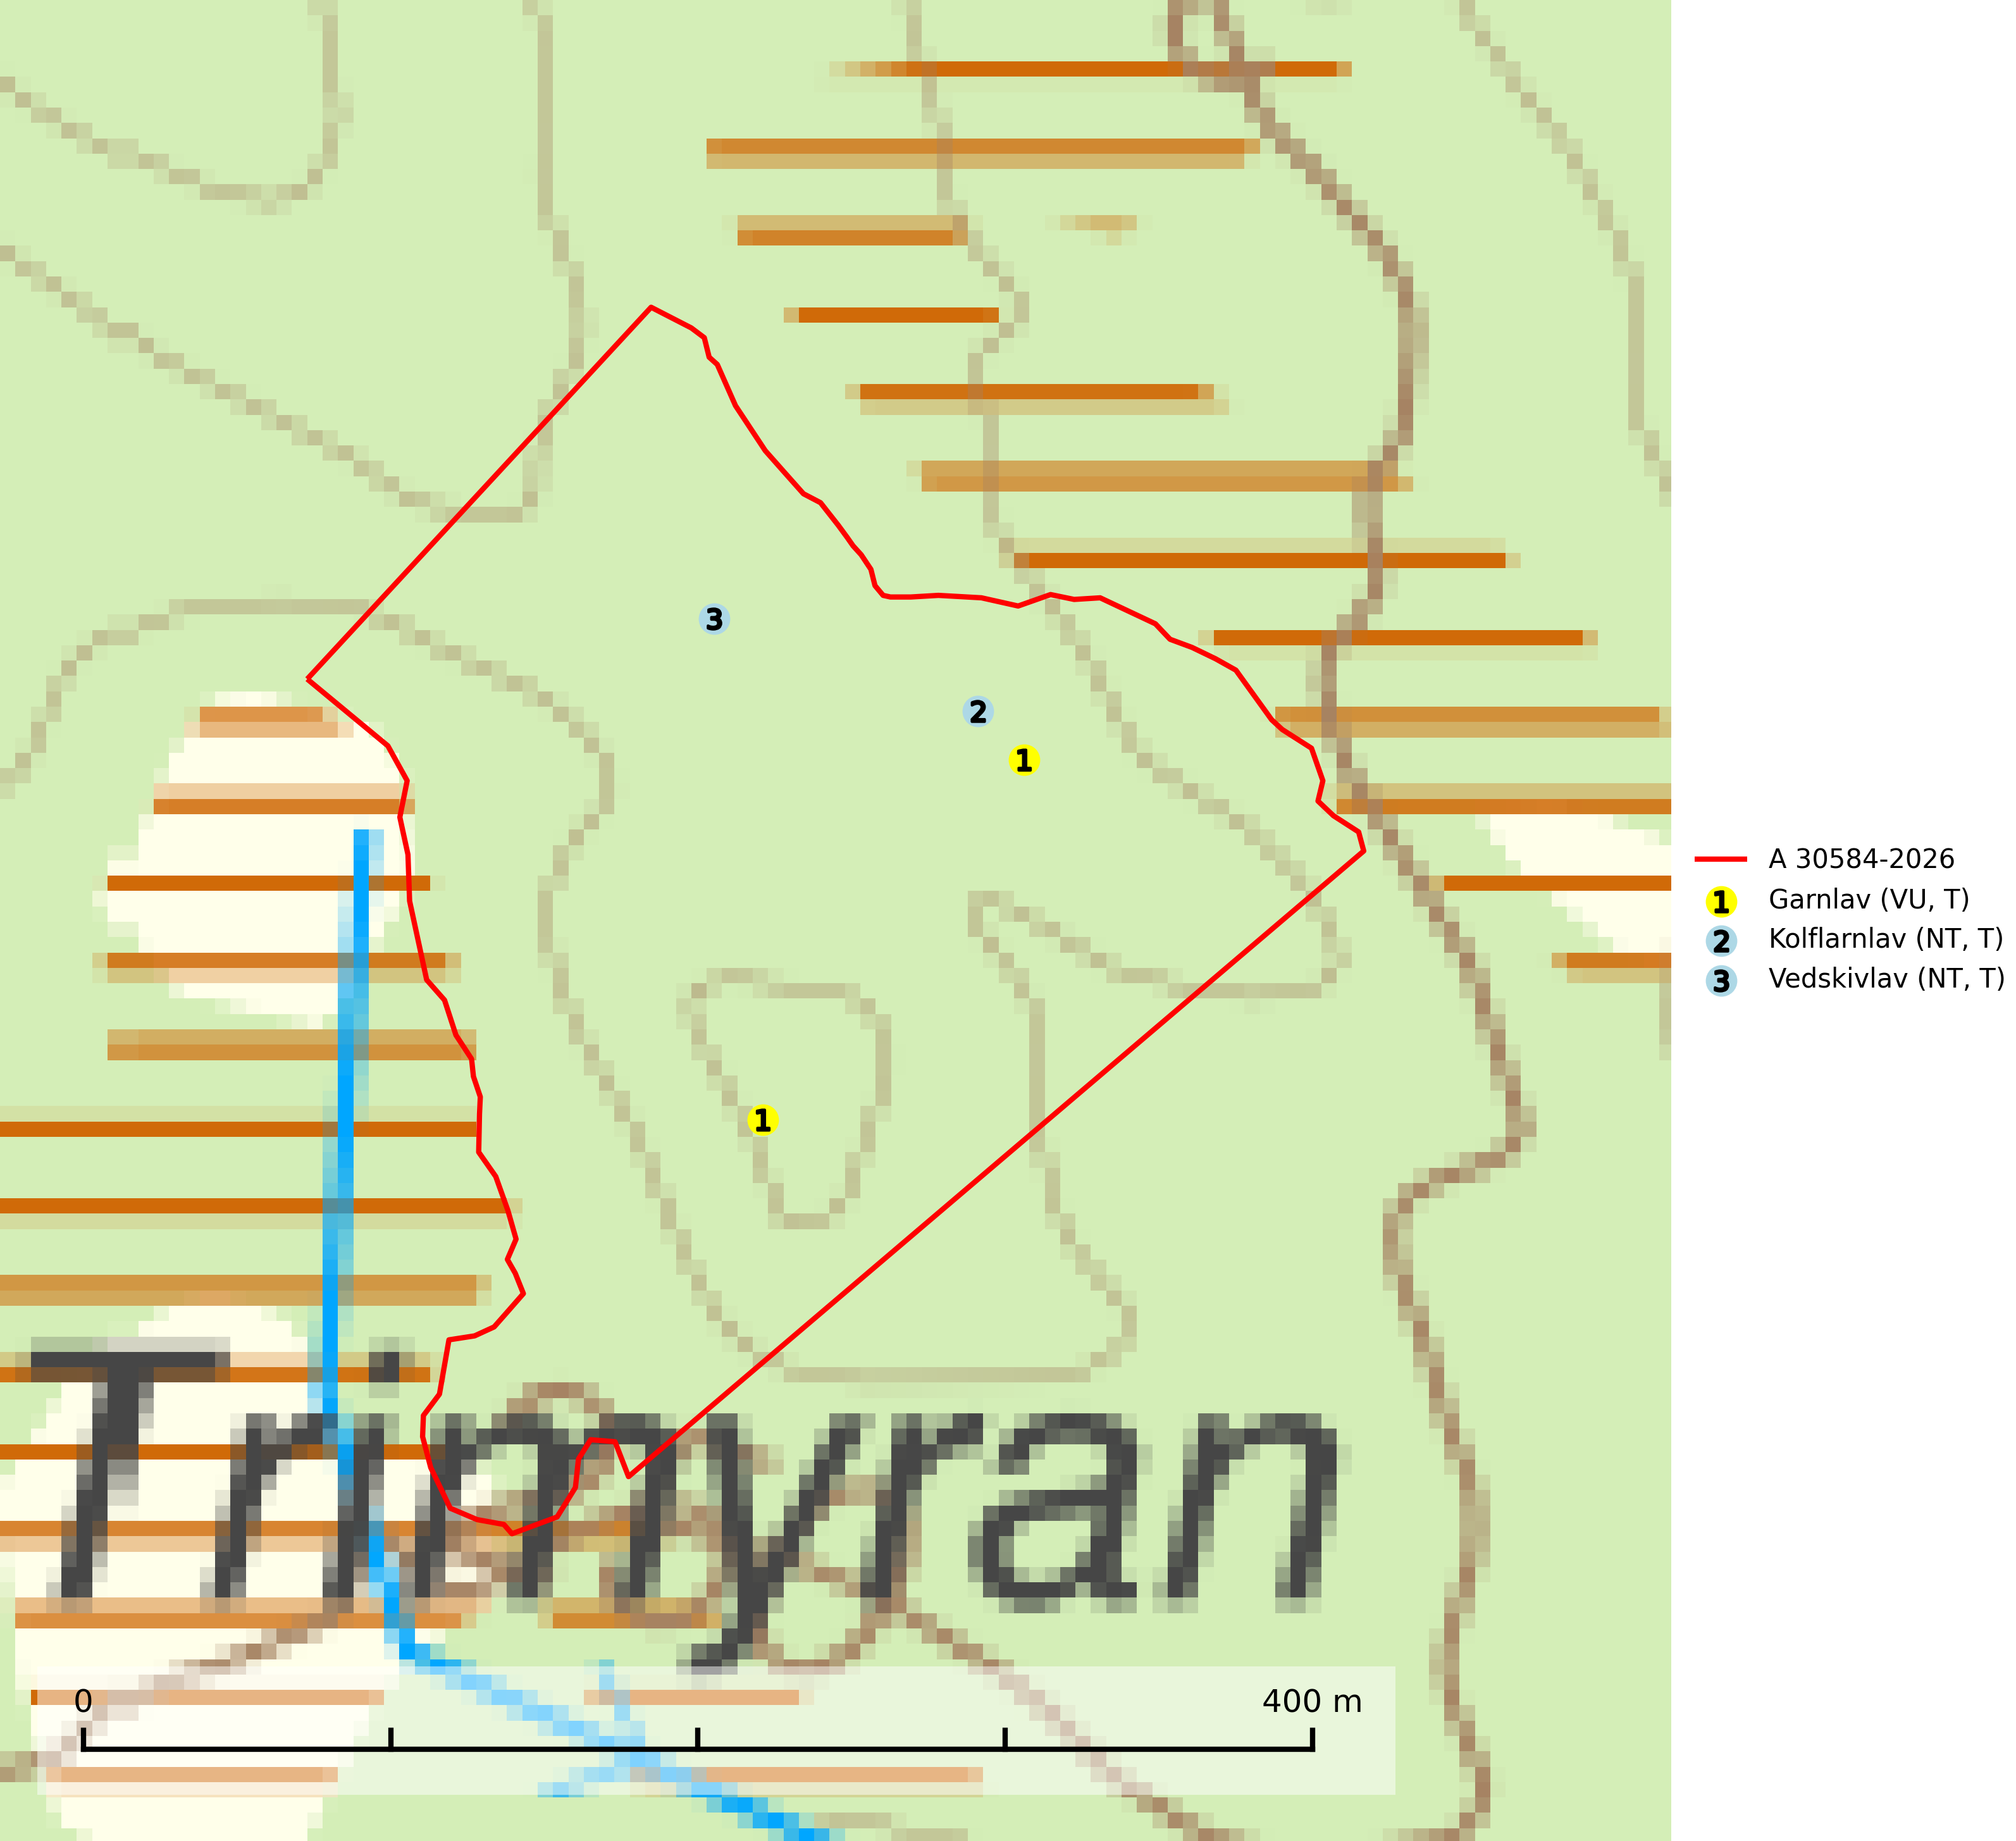 3
2
1
1
A 30584-2026
1 Garnlav (VU, T)
2 Kolflarnlav (NT, T)
3 Vedskivlav (NT, T)
Trimyran
0 400 m